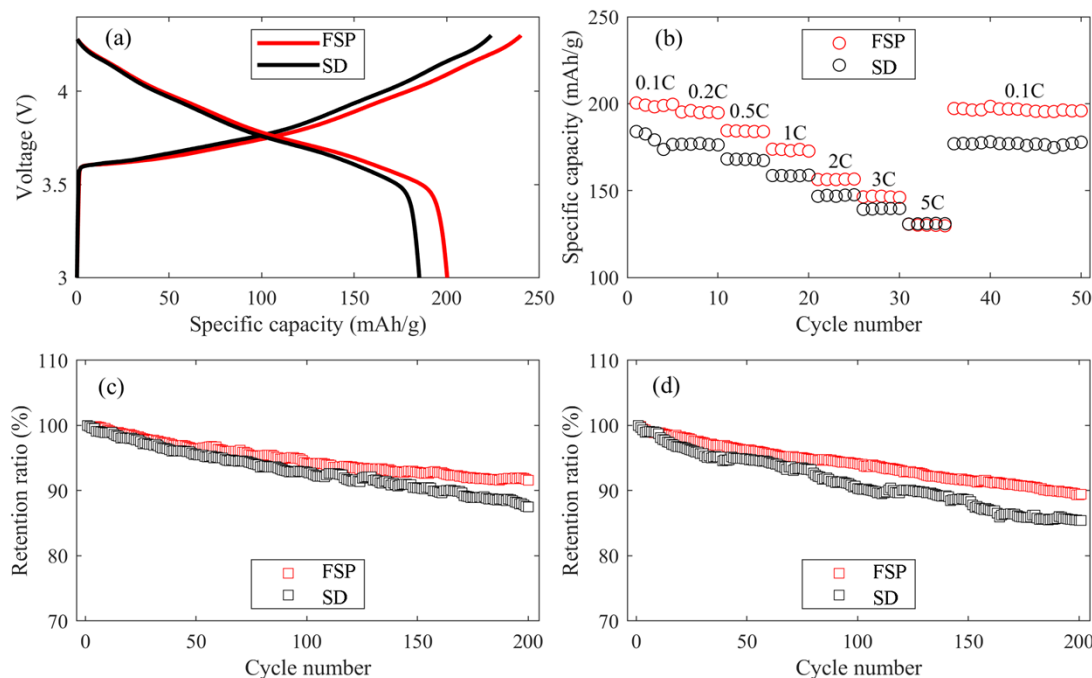 (a)
FSP
SD
Voltage (V)
4
3.5
3
0
50
100
150
200
250
Specific capacity (mAh/g)
(b)
FSP
SD
Specific capacity (mAh/g)
250
200
150
100
0.1C
0.2C
0.5C
1C
2C
3C
5C
0.1C
0
10
20
30
40
50
Cycle number
(c)
FSP
SD
Retention ratio (%)
110
100
90
80
70
0
50
100
150
200
Cycle number
(d)
FSP
SD
Retention ratio (%)
110
100
90
80
70
0
50
100
150
200
Cycle number